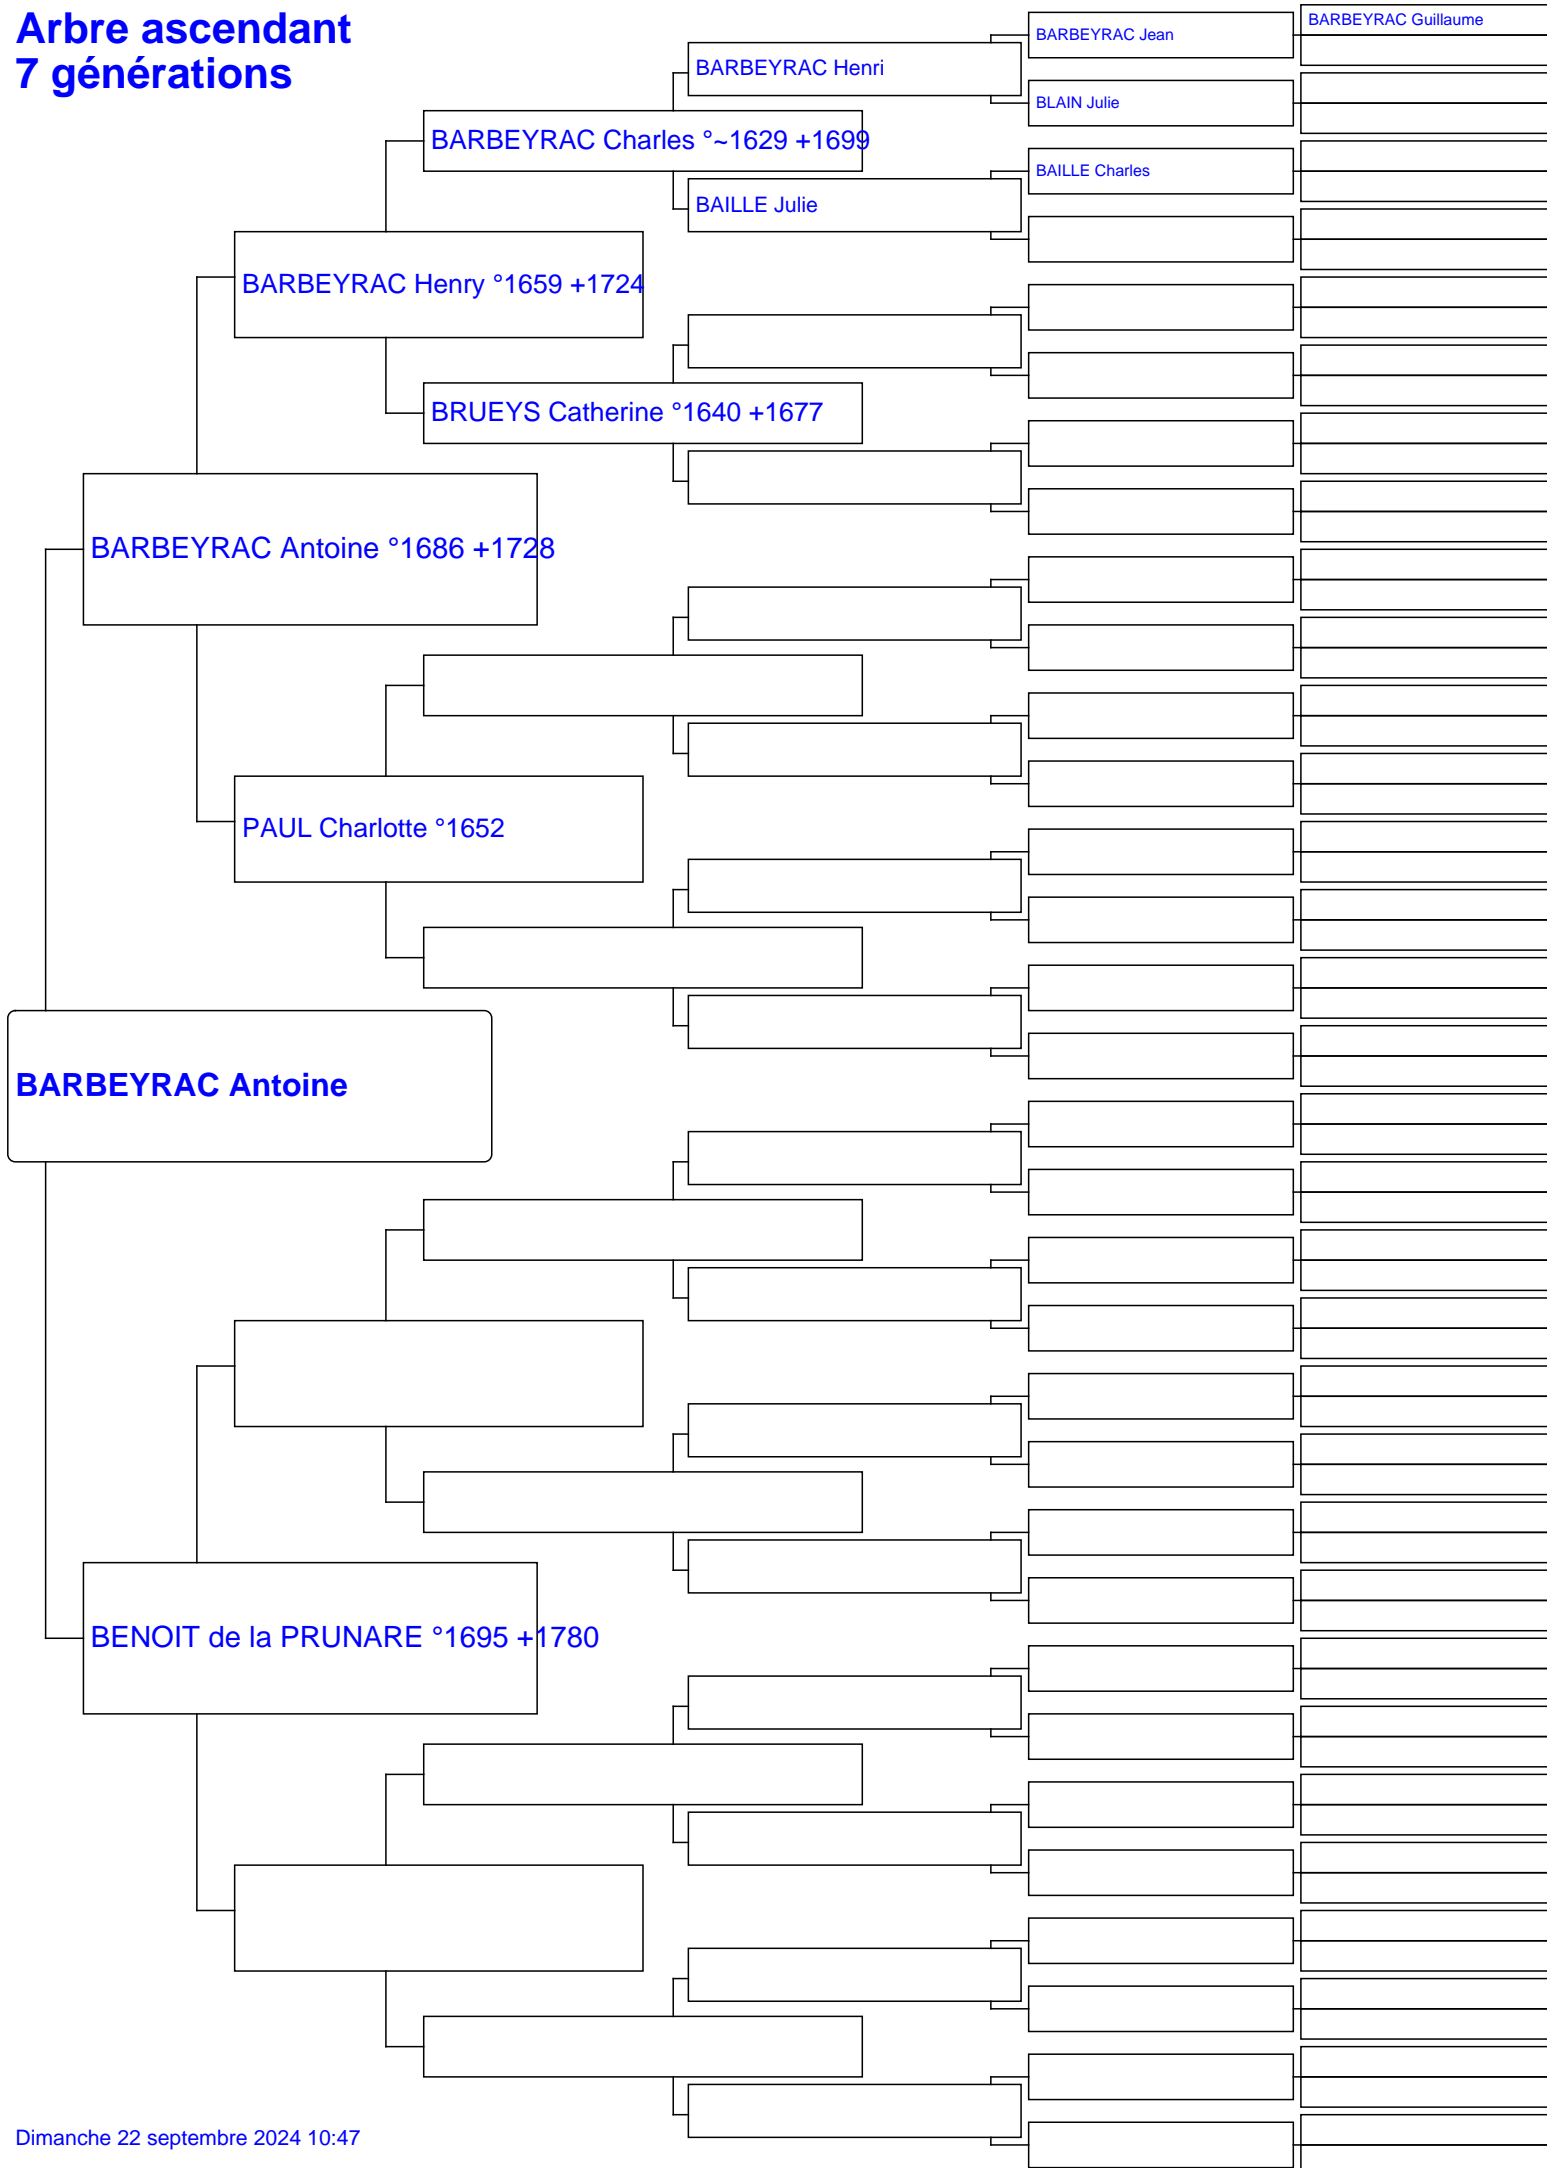 Arbre ascendant
7 générations
BARBEYRAC Guillaume
BARBEYRAC Jean
BARBEYRAC Henri
BLAIN Julie
BARBEYRAC Charles °~1629 +1699
BAILLE Charles
BAILLE Julie
BARBEYRAC Henry °1659 +1724
BRUEYS Catherine °1640 +1677
BARBEYRAC Antoine °1686 +1728
PAUL Charlotte °1652
BARBEYRAC Antoine
BENOIT de la PRUNARE °1695 +1780
Dimanche 22 septembre 2024 10:47